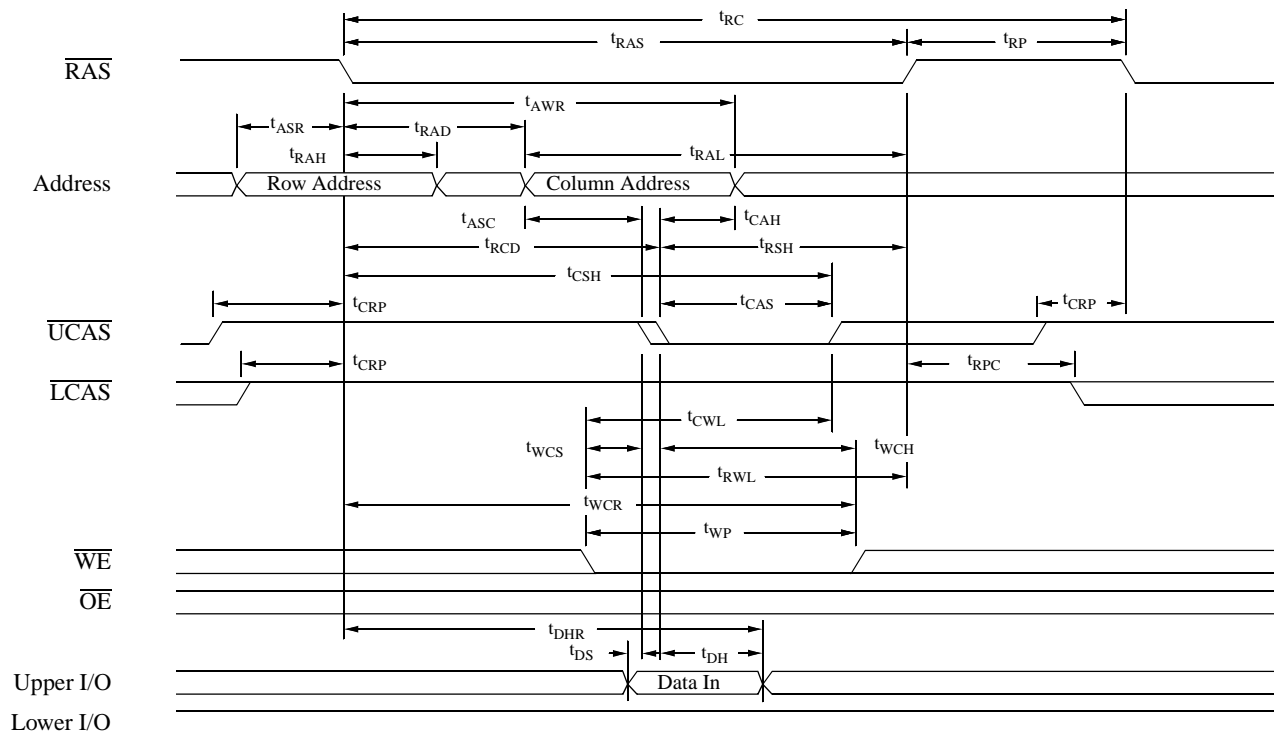 tRC
tRAS tRP
RAS
tAWR
tASR tRAD
tRAH tRAL
Address Row Address Column Address
tASC tCAH
tRCD tRSH
tCSH
tCRP tCAS tCRP
UCAS
tCRP tRPC
LCAS
tCWL
tWCS tWCH
tRWL
tWCR
tWP
WE
OE
tDHR
tDS tDH
Upper I/O Data In
Lower I/O